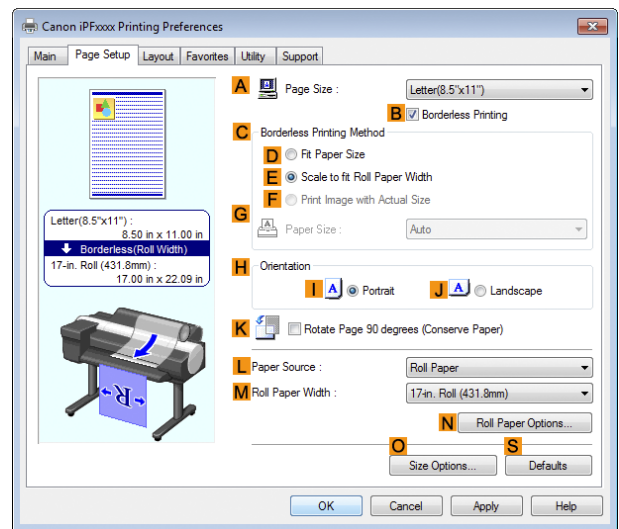 Canon iPFxxxx Printing Preferences
Main Page Setup Layout Favorites Utility Support
A Page Size : Letter(8.5"x11")
B Borderless Printing
C Borderless Printing Method
D Fit Paper Size
E Scale to fit Roll Paper Width
F Print Image with Actual Size
G Paper Size : Auto
Letter(8.5"x11") :
8.50 in x 11.00 in
Borderless(Roll Width)
17-in. Roll (431.8mm) :
17.00 in x 22.09 in
H Orientation
I A Portrait J A Landscape
K Rotate Page 90 degrees (Conserve Paper)
R
L Paper Source : Roll Paper
M Roll Paper Width : 17-in. Roll (431.8mm)
N Roll Paper Options...
O S
Size Options... Defaults
OK Cancel Apply Help